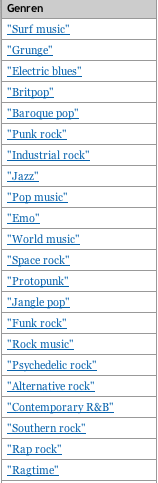 Genren
"Surf music"
"Grunge"
"Electric blues"
"Britpop"
"Baroque pop"
"Punk rock"
"Industrial rock"
"Jazz"
"Pop music"
"Emo"
"World music"
"Space rock"
"Protopunk"
"Jangle pop"
"Funk rock"
"Rock music"
"Psychedelic rock"
"Alternative rock"
"Contemporary R&B"
"Southern rock"
"Rap rock"
"Ragtime"